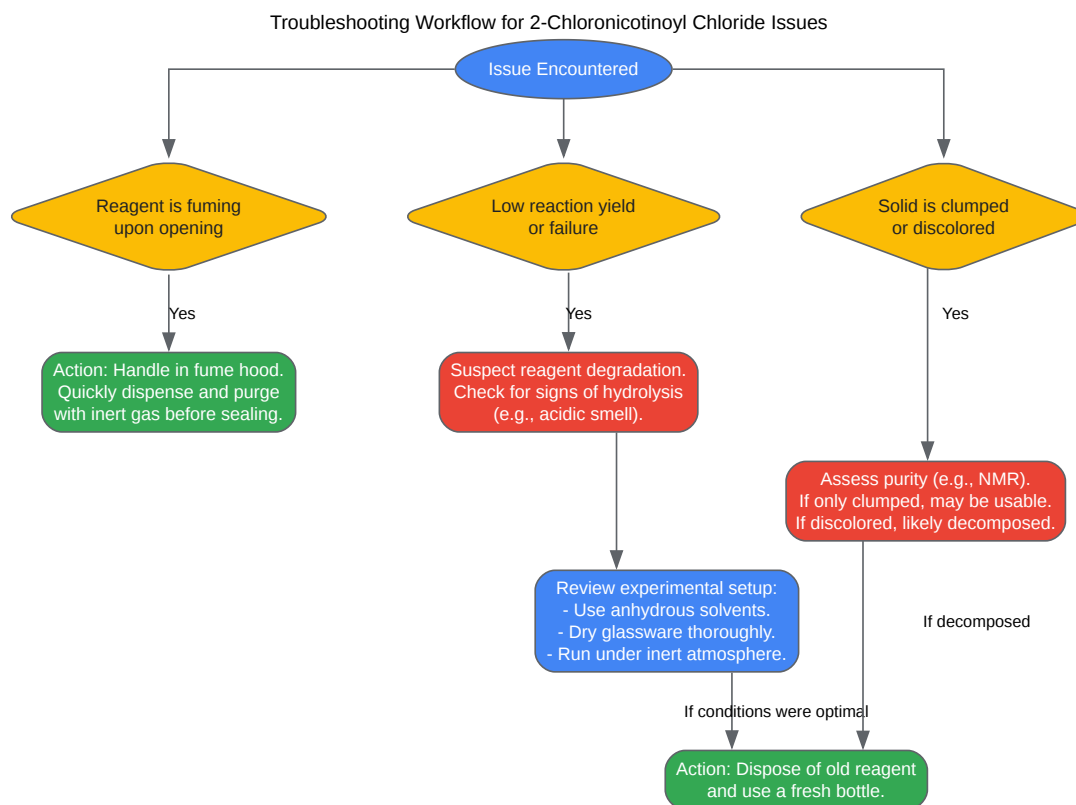 Troubleshooting Workflow for 2-Chloronicotinoyl Chloride Issues
Issue Encountered
Reagent is fuming
upon opening
Low reaction yield
or failure
Solid is clumped
or discolored
Yes
Yes
Yes
Action: Handle in fume hood.
Quickly dispense and purge
with inert gas before sealing.
Suspect reagent degradation.
Check for signs of hydrolysis
(e.g., acidic smell).
Assess purity (e.g., NMR).
If only clumped, may be usable.
If discolored, likely decomposed.
Review experimental setup:
- Use anhydrous solvents.
- Dry glassware thoroughly.
- Run under inert atmosphere.
If decomposed
If conditions were optimal
Action: Dispose of old reagent
and use a fresh bottle.